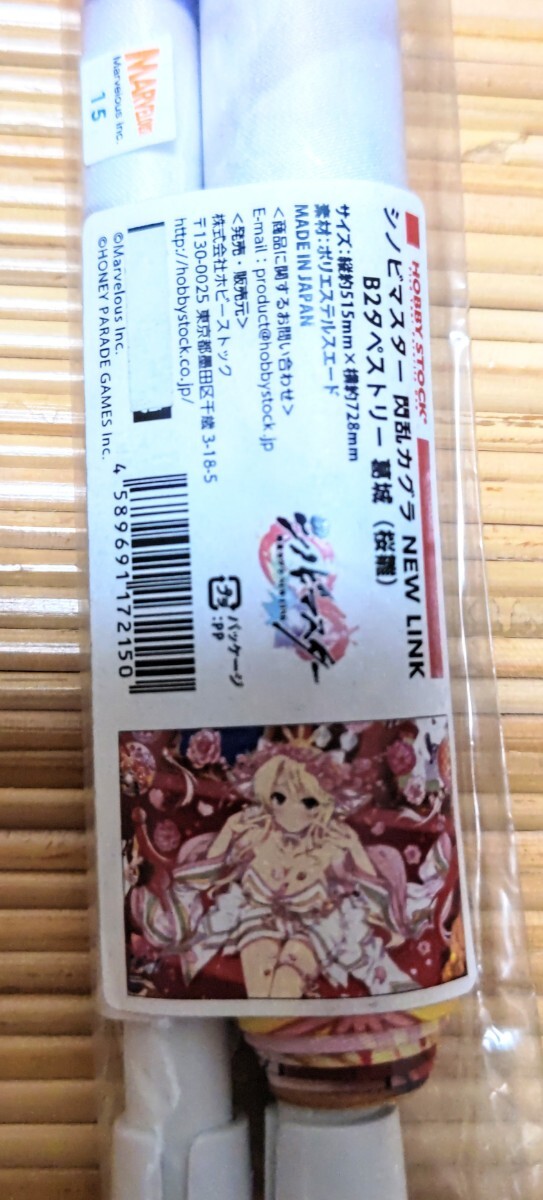 MARVELOUS
Marvelous Inc.
15
HOBBY STOCK
シノビマスター 閃乱カグラ NEW LINK
B2タペストリー 葛城 (桜雛)
サイズ:縦約515mm×横約728mm
素材:ポリエステルスエード
MADE IN JAPAN
<商品に関するお問い合わせ>
E-mail : product@hobbystock.jp
<発売・販売元>
株式会社ホビーストック
〒130-0025 東京都墨田区千歳 3-18-5
http://hobbystock.co.jp/
©Marvelous Inc.
©HONEY PARADE GAMES Inc.
シノビマスター
プラ
パッケージ
:PP
4 589691 172150